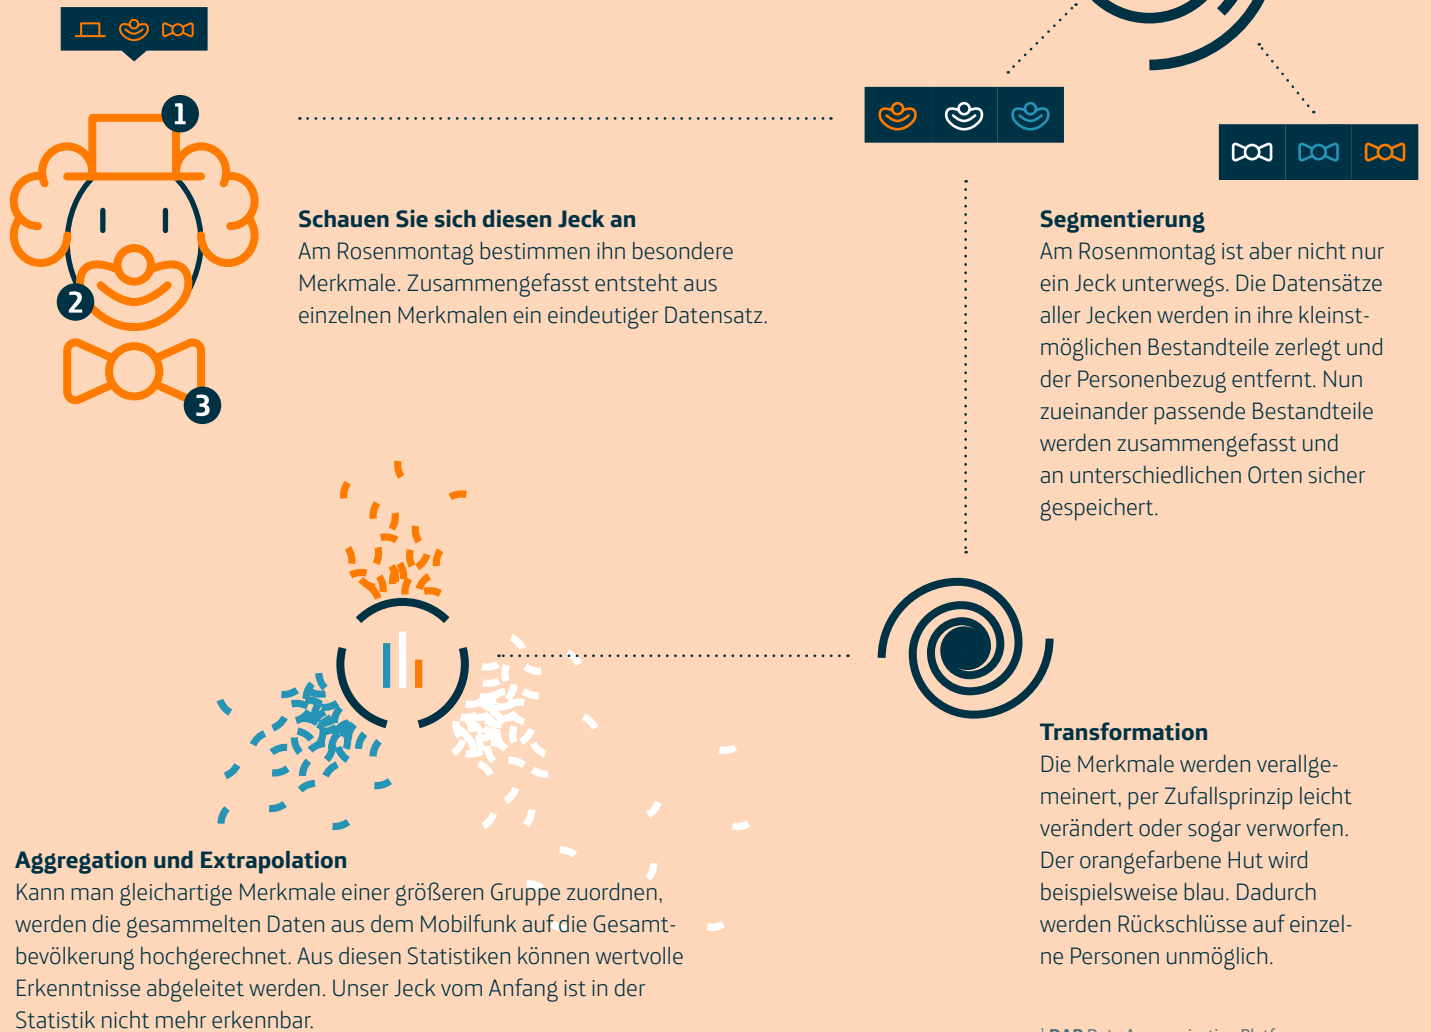 1
2
3
Schauen Sie sich diesen Jeck an
Am Rosenmontag bestimmen ihn besondere
Merkmale. Zusammengefasst entsteht aus
einzelnen Merkmalen ein eindeutiger Datensatz.
Segmentierung
Am Rosenmontag ist aber nicht nur
ein Jeck unterwegs. Die Datensätze
aller Jecken werden in ihre kleinst-
möglichen Bestandteile zerlegt und
der Personenbezug entfernt. Nun
zueinander passende Bestandteile
werden zusammengefasst und
an unterschiedlichen Orten sicher
gespeichert.
Transformation
Die Merkmale werden verallge-
meinert, per Zufallsprinzip leicht
verändert oder sogar verworfen.
Der orangefarbene Hut wird
beispielsweise blau. Dadurch
werden Rückschlüsse auf einzel-
ne Personen unmöglich.
Aggregation und Extrapolation
Kann man gleichartige Merkmale einer größeren Gruppe zuordnen,
werden die gesammelten Daten aus dem Mobilfunk auf die Gesamt-
bevölkerung hochgerechnet. Aus diesen Statistiken können wertvolle
Erkenntnisse abgeleitet werden. Unser Jeck vom Anfang ist in der
Statistik nicht mehr erkennbar.